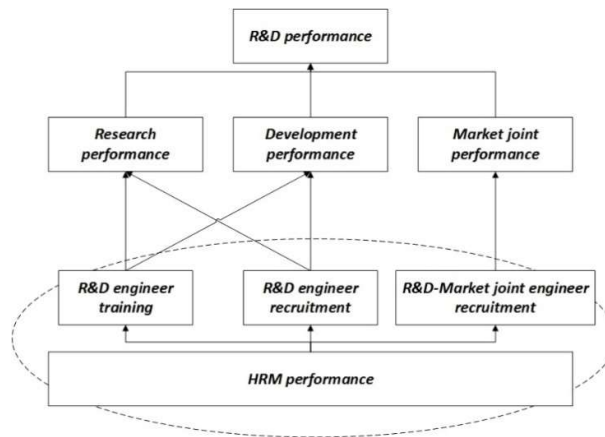 R&D performance
Research
performance
Development
performance
Market joint
performance
R&D engineer
training
R&D engineer
recruitment
R&D-Market joint engineer
recruitment
HRM performance